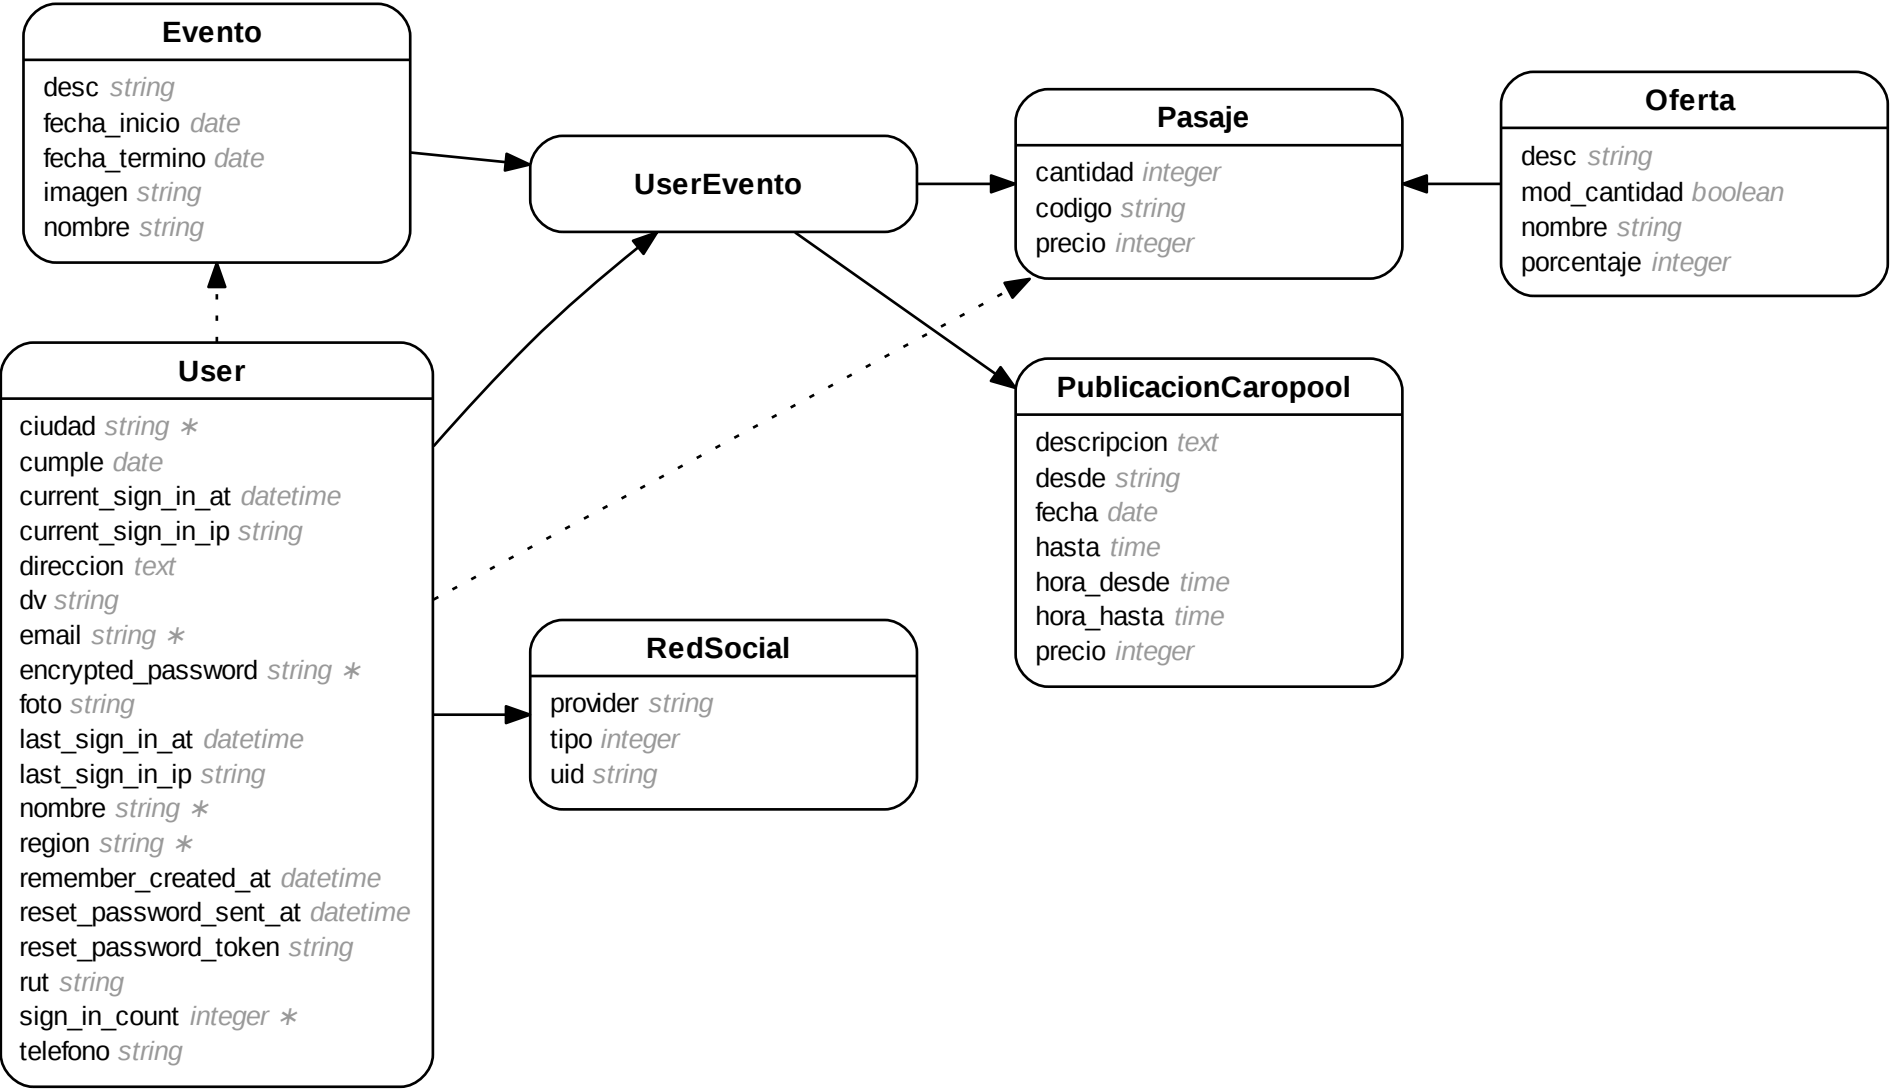 Evento
desc string
fecha_inicio date
fecha_termino date
imagen string
nombre string
User
ciudad string ∗
cumple date
current_sign_in_at datetime
current_sign_in_ip string
direccion text
dv string
email string ∗
encrypted_password string ∗
foto string
last_sign_in_at datetime
last_sign_in_ip string
nombre string ∗
region string ∗
remember_created_at datetime
reset_password_sent_at datetime
reset_password_token string
rut string
sign_in_count integer ∗
telefono string
UserEvento
RedSocial
provider string
tipo integer
uid string
Pasaje
cantidad integer
codigo string
precio integer
PublicacionCaropool
descripcion text
desde string
fecha date
hasta time
hora_desde time
hora_hasta time
precio integer
Oferta
desc string
mod_cantidad boolean
nombre string
porcentaje integer